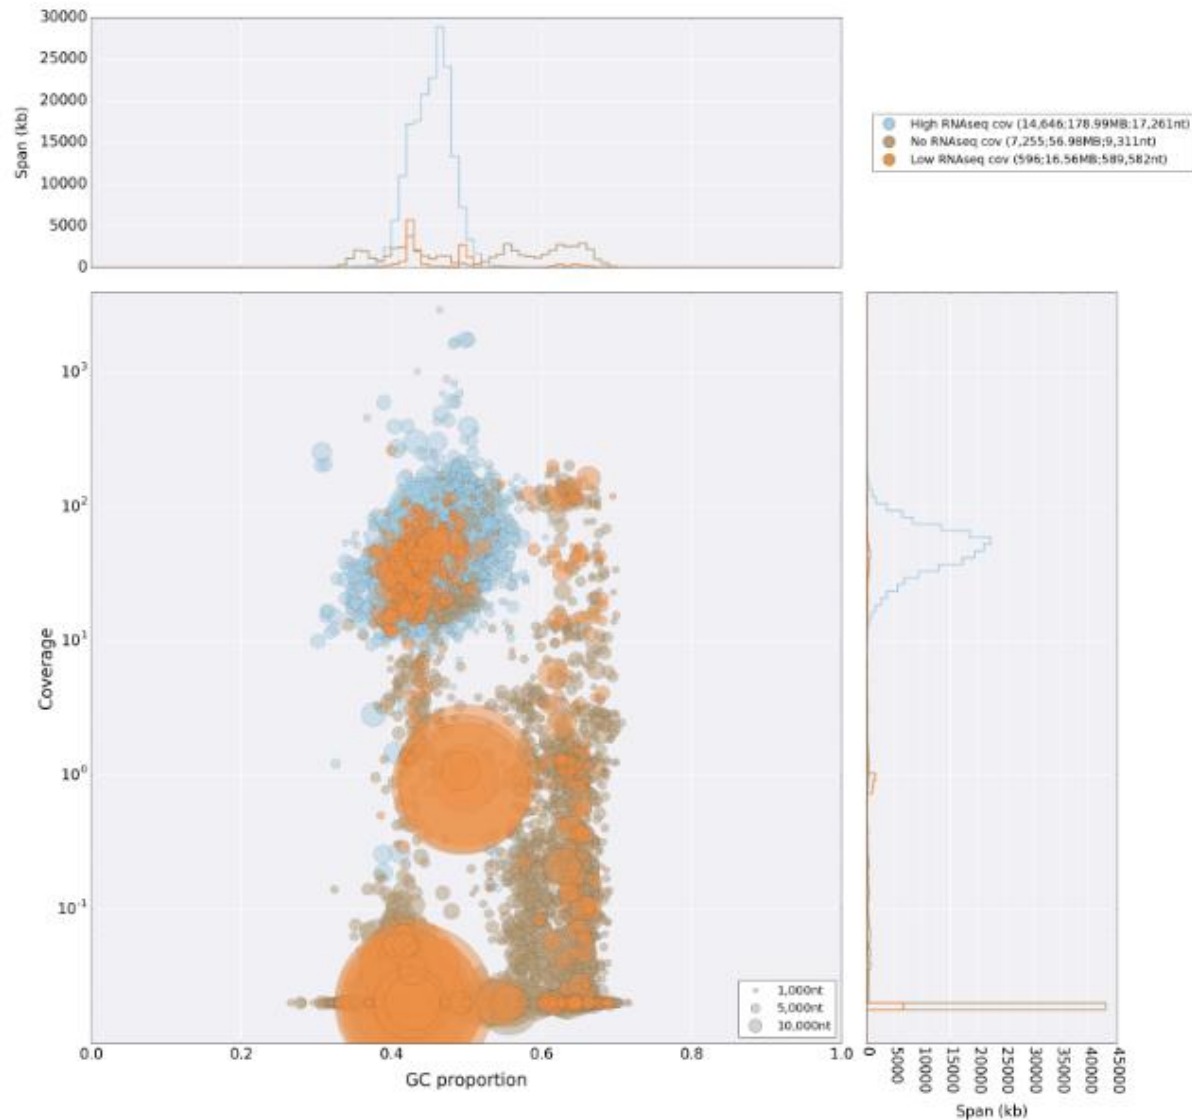 30000
25000
20000
15000
10000
5000
0
Span (kb)
High RNAseq cov (14,646;178.99MB;17,261nt)
No RNAseq cov (7,255;56.98MB;9,311nt)
Low RNAseq cov (596;16.56MB;589,582nt)
10³
10²
10¹
10⁰
10⁻¹
Coverage
1,000nt
5,000nt
10,000nt
0.0 0.2 0.4 0.6 0.8 1.0
GC proportion
0 5000 10000 15000 20000 25000 30000 35000 40000 45000
Span (kb)